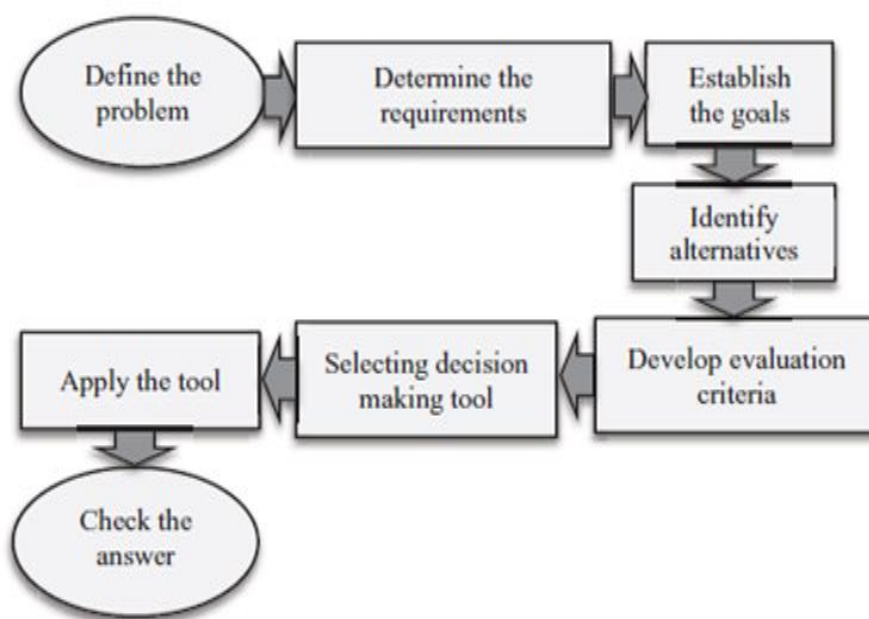 Define the
problem
Determine the
requirements
Establish
the goals
Identify
alternatives
Develop evaluation
criteria
Selecting decision
making tool
Apply the tool
Check the
answer